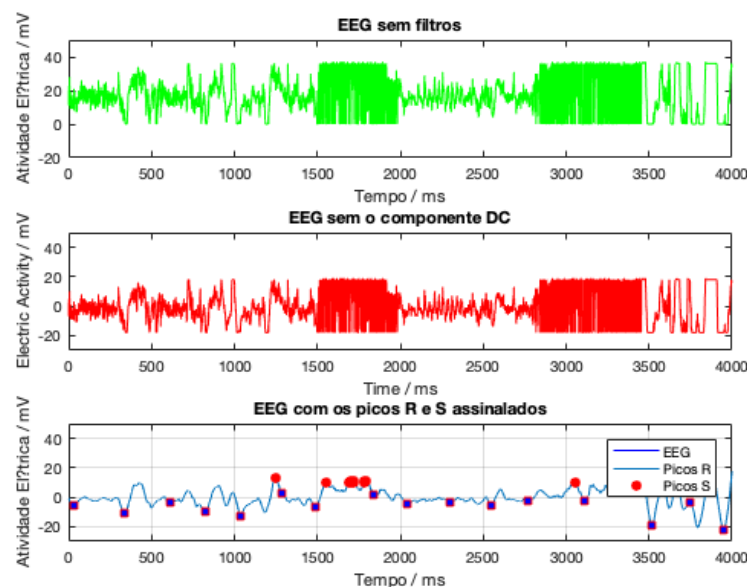 EEG sem filtros
Atividade El?trica / mV
40
20
0
-20
0 500 1000 1500 2000 2500 3000 3500 4000
Tempo / ms
EEG sem o componente DC
Electric Activity / mV
40
20
0
-20
0 500 1000 1500 2000 2500 3000 3500 4000
Time / ms
EEG com os picos R e S assinalados
Atividade El?trica / mV
40
20
0
-20
EEG
Picos R
Picos S
0 500 1000 1500 2000 2500 3000 3500 4000
Tempo / ms